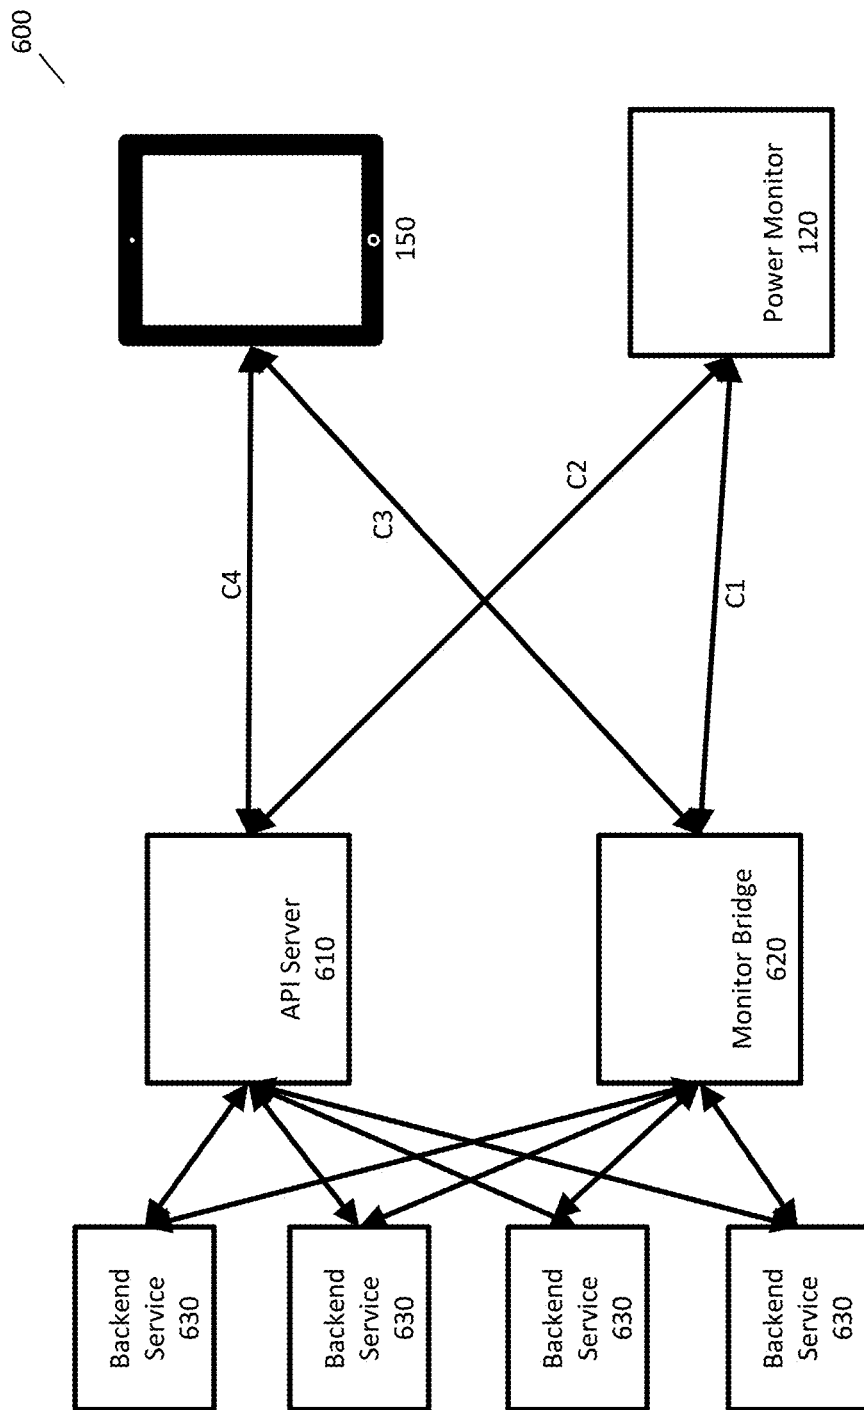 600
150
Power Monitor
120
C4
C3
C2
C1
API Server
610
Monitor Bridge
620
Backend
Service
630
Backend
Service
630
Backend
Service
630
Backend
Service
630